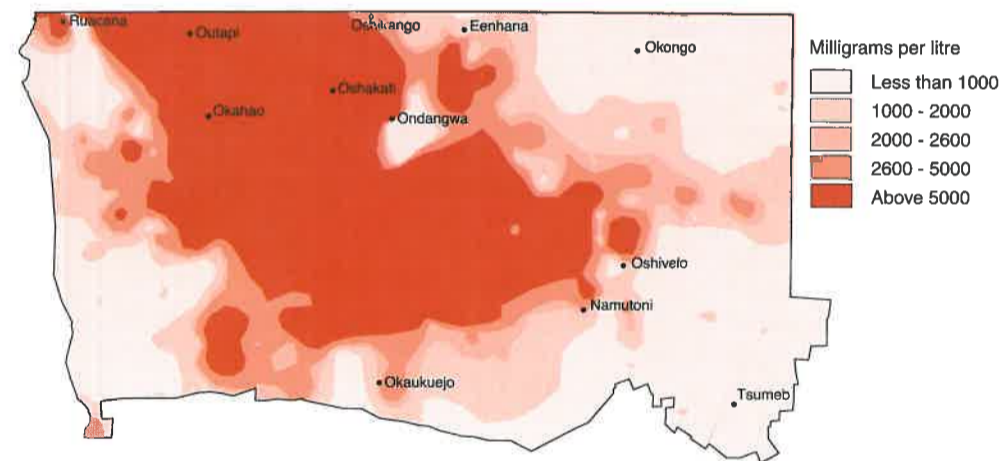 Ruacana
Outapi
Oshikango
Eenhana
Okongo
Oshakati
Okahao
Ondangwa
Oshivelo
Namutoni
Okaukuejo
Tsumeb
Milligrams per litre
Less than 1000
1000 - 2000
2000 - 2600
2600 - 5000
Above 5000